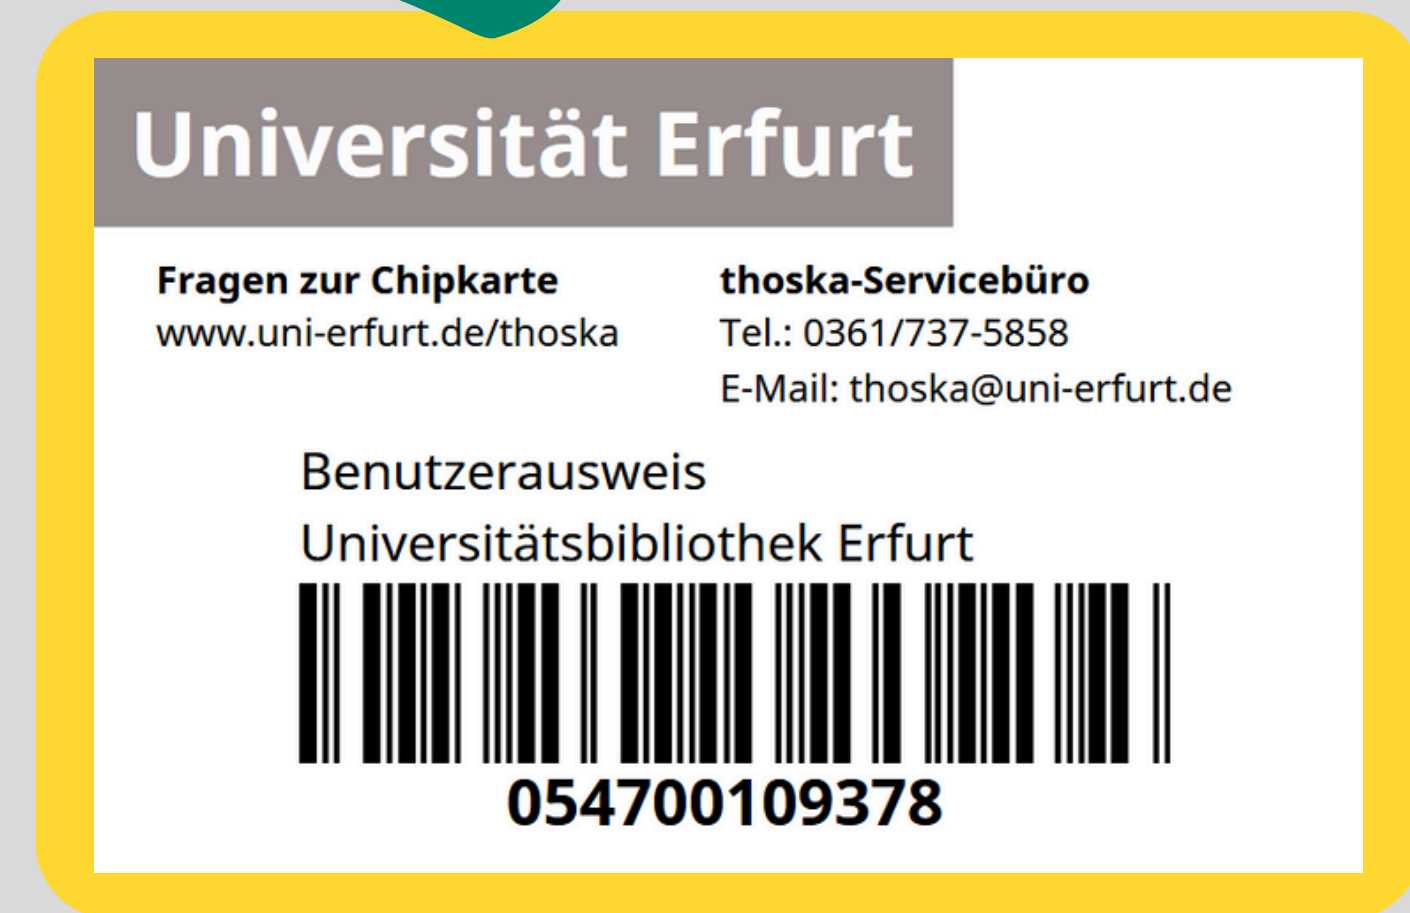 Universität Erfurt
Fragen zur Chipkarte
www.uni-erfurt.de/thoska
thoska-Servicebüro
Tel.: 0361/737-5858
E-Mail: thoska@uni-erfurt.de
Benutzerausweis
Universitätsbibliothek Erfurt
054700109378